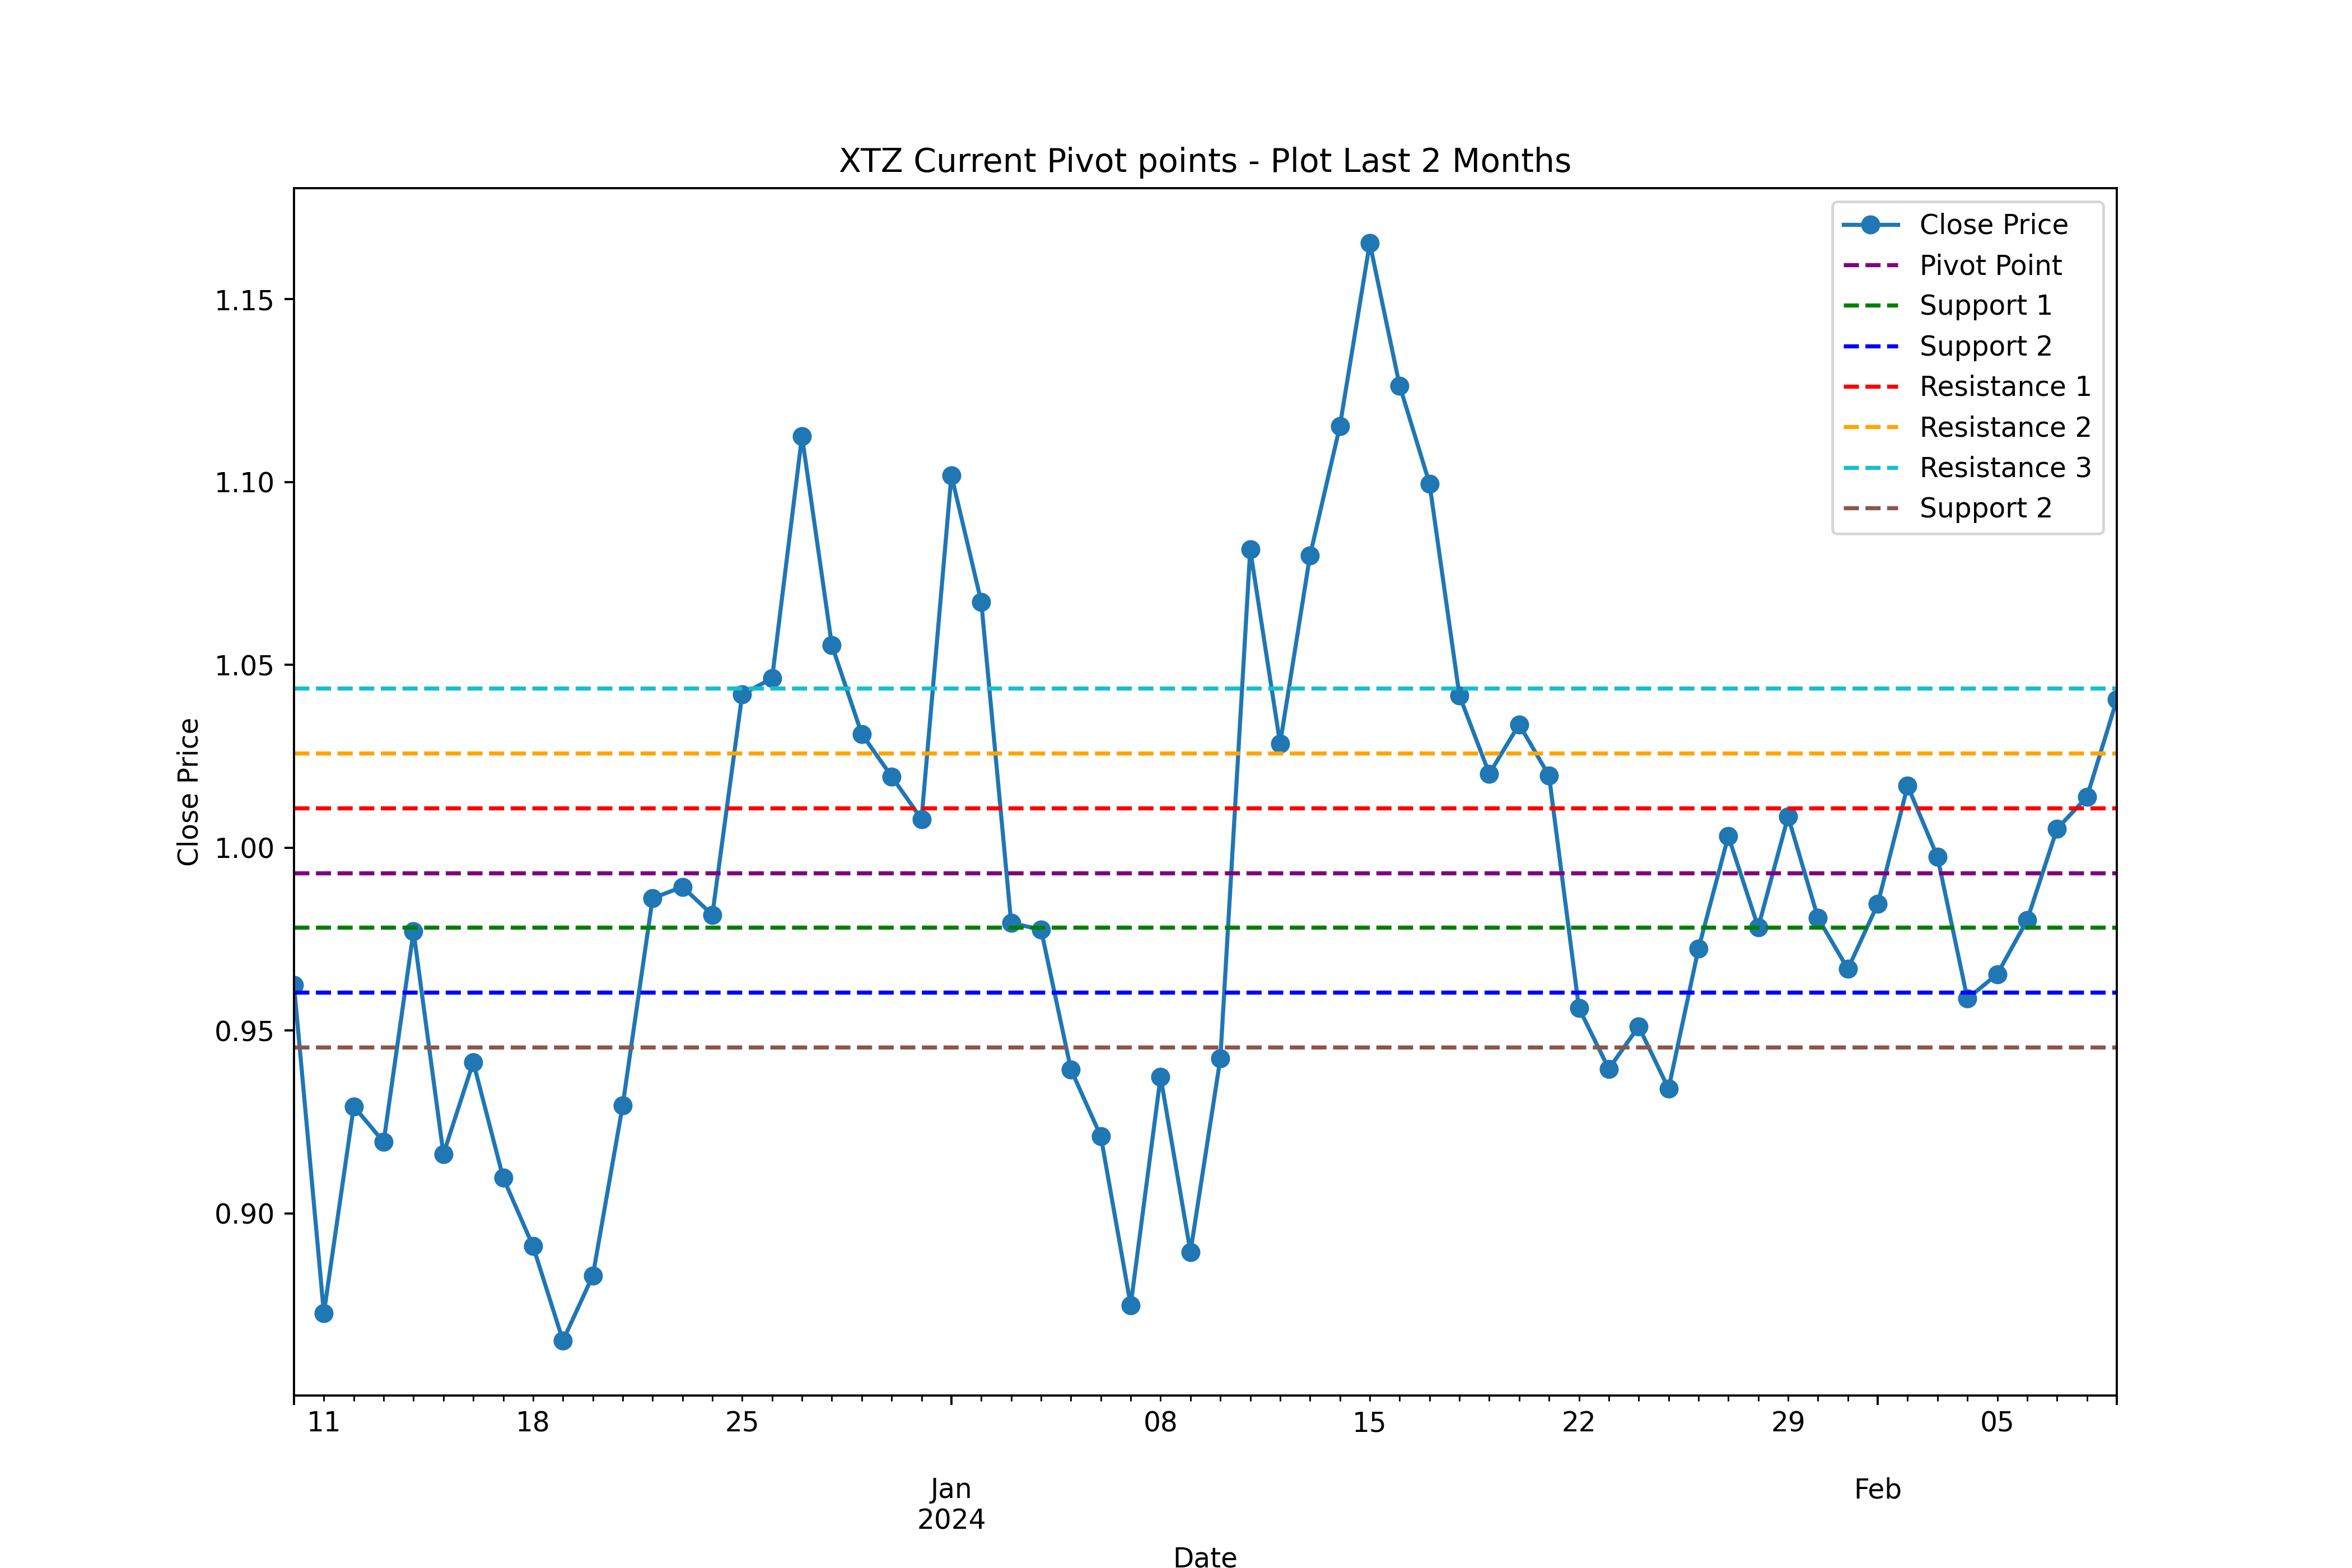 XTZ Current Pivot points - Plot Last 2 Months
Close Price
Pivot Point
Support 1
Support 2
Resistance 1
Resistance 2
Resistance 3
Support 2
1.15
1.10
1.05
1.00
0.95
0.90
Close Price
11 18 25 08 15 22 29 05
Jan Feb
2024
Date